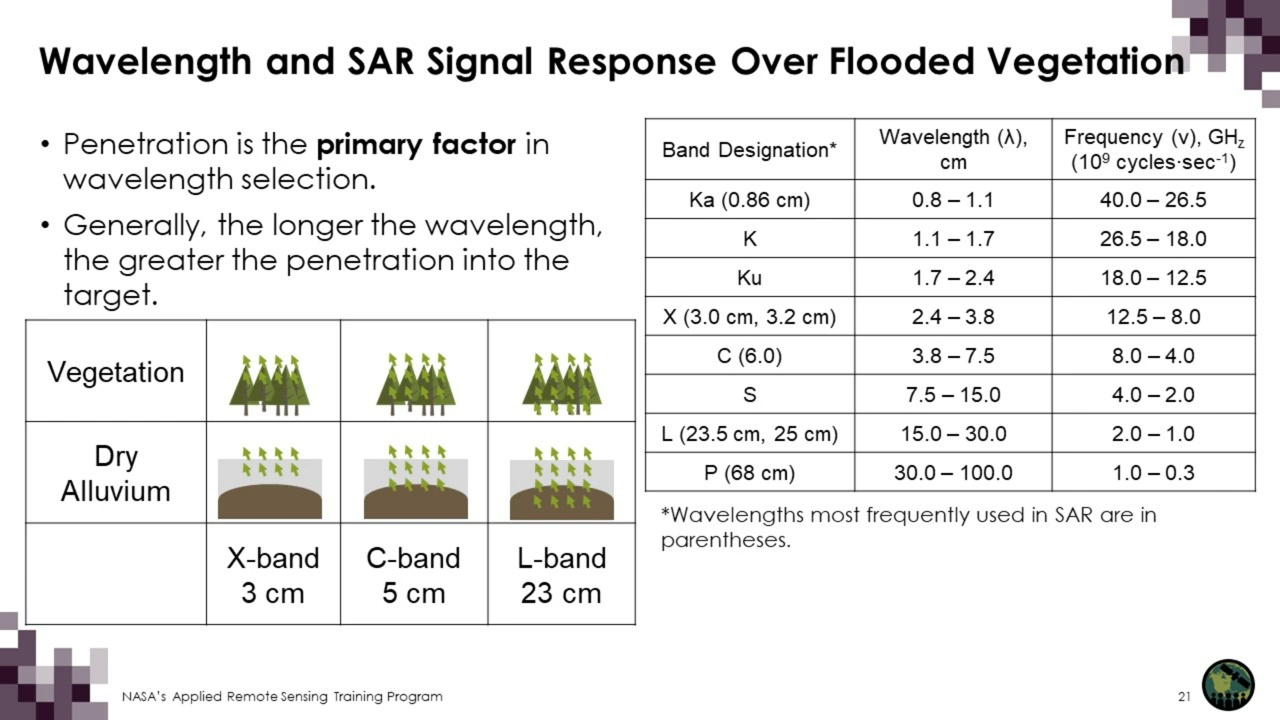 Wavelength and SAR Signal Response Over Flooded Vegetation
• Penetration is the primary factor in
wavelength selection.
• Generally, the longer the wavelength,
the greater the penetration into the
target.
Vegetation
Dry
Alluvium
X-band
3 cm
C-band
5 cm
L-band
23 cm
Band Designation*
Wavelength (λ),
cm
Frequency (ν), GHz
(10⁹ cycles·sec⁻¹)
Ka (0.86 cm) 0.8 – 1.1 40.0 – 26.5
K 1.1 – 1.7 26.5 – 18.0
Ku 1.7 – 2.4 18.0 – 12.5
X (3.0 cm, 3.2 cm) 2.4 – 3.8 12.5 – 8.0
C (6.0) 3.8 – 7.5 8.0 – 4.0
S 7.5 – 15.0 4.0 – 2.0
L (23.5 cm, 25 cm) 15.0 – 30.0 2.0 – 1.0
P (68 cm) 30.0 – 100.0 1.0 – 0.3
*Wavelengths most frequently used in SAR are in
parentheses.
NASA's Applied Remote Sensing Training Program
21